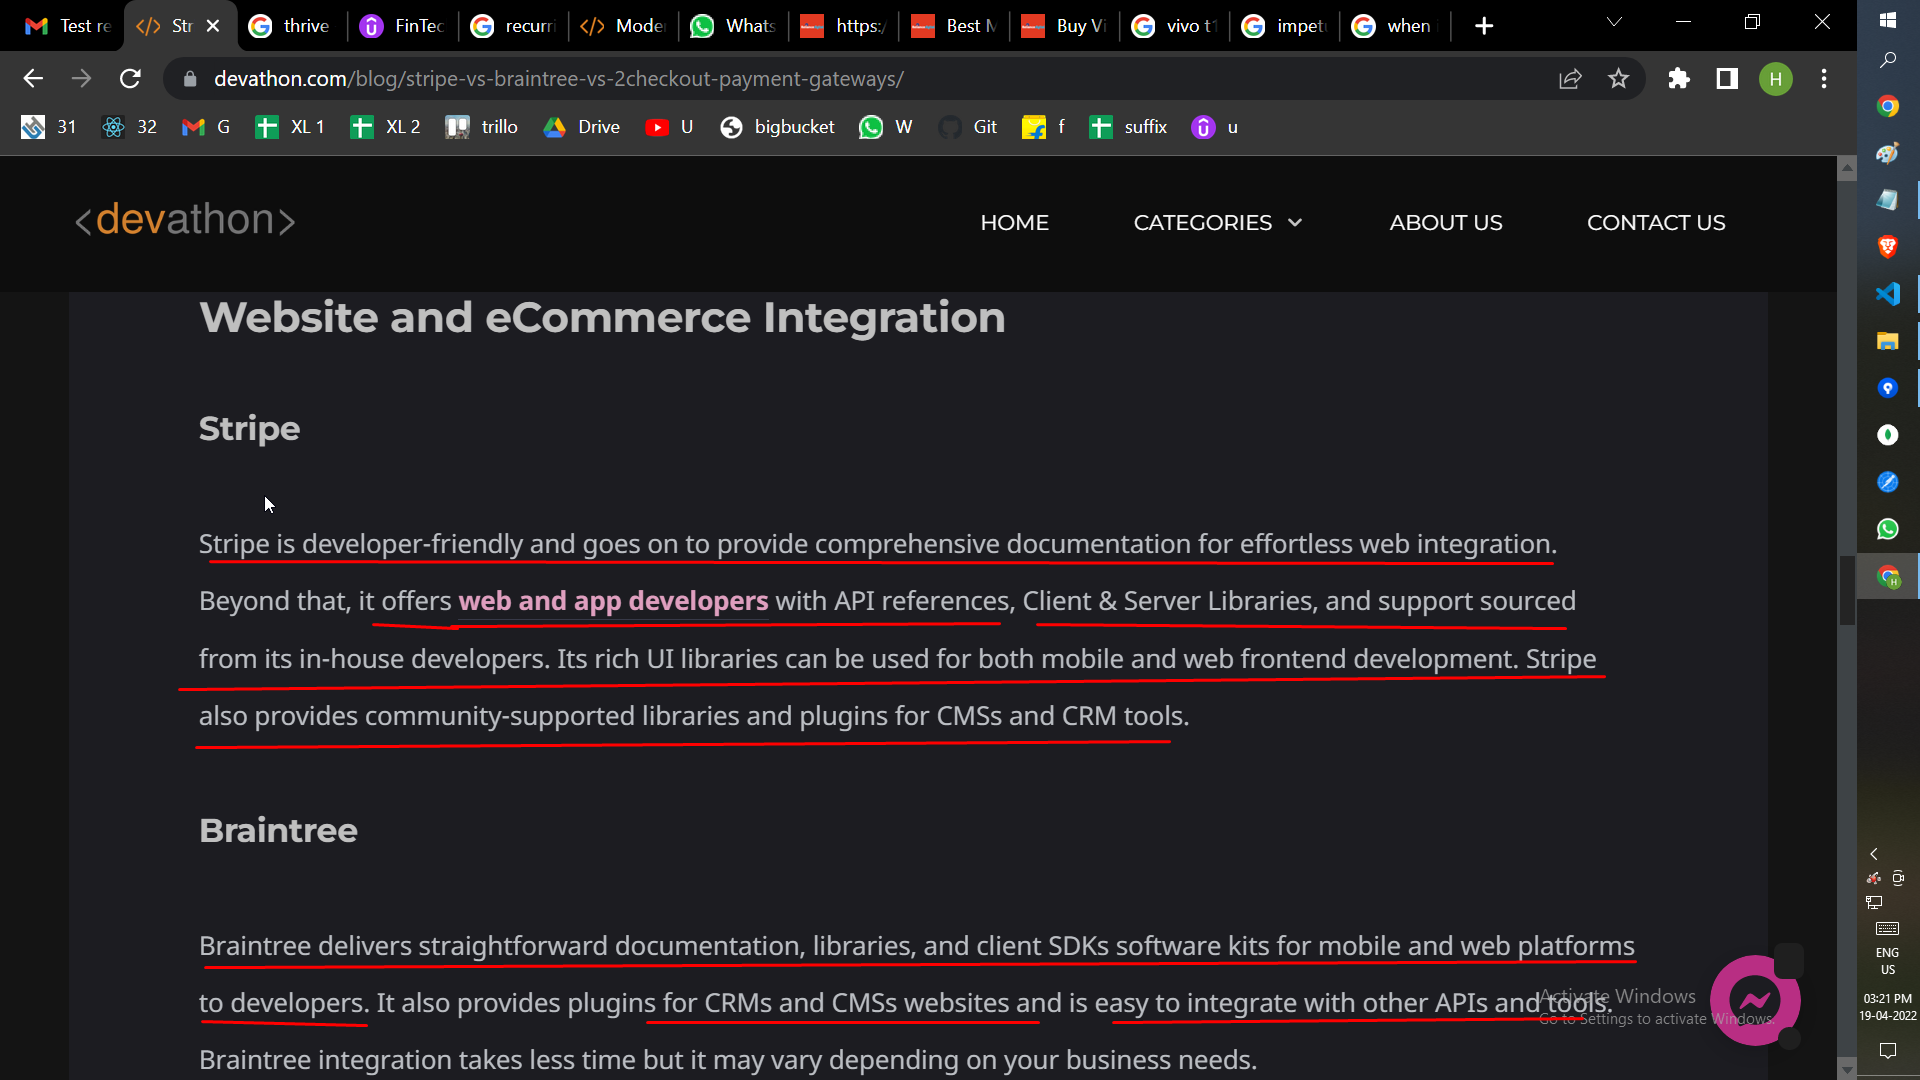 Test re
Str
thrive
FinTec
recurri
Moder
Whats
https:/
Best M
Buy Vi
vivo t1
impet
when
devathon.com/blog/stripe-vs-braintree-vs-2checkout-payment-gateways/
H
31
32
G
XL 1
XL 2
trillo
Drive
U
bigbucket
W
Git
f
suffix
u
<devathon>
HOME
CATEGORIES
ABOUT US
CONTACT US
Website and eCommerce Integration
Stripe
Stripe is developer-friendly and goes on to provide comprehensive documentation for effortless web integration.
Beyond that, it offers web and app developers with API references, Client & Server Libraries, and support sourced
from its in-house developers. Its rich UI libraries can be used for both mobile and web frontend development. Stripe
also provides community-supported libraries and plugins for CMSs and CRM tools.
Braintree
Braintree delivers straightforward documentation, libraries, and client SDKs software kits for mobile and web platforms
to developers. It also provides plugins for CRMs and CMSs websites and is easy to integrate with other APIs and tools.
Braintree integration takes less time but it may vary depending on your business needs.
Activate Windows
Go to Settings to activate Windows.
ENG
US
03:21 PM
19-04-2022